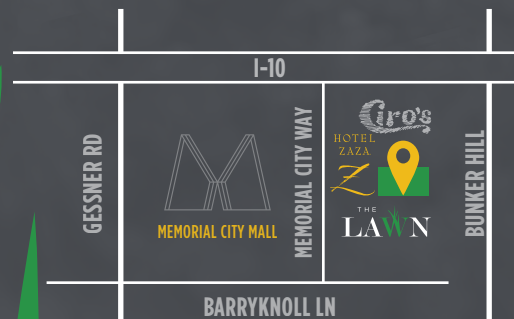 I-10
GESSNER RD
MEMORIAL CITY MALL
MEMORIAL CITY WAY
Ciro's
HOTEL
ZAZA
Z
THE
LAWN
BUNKER HILL
BARRYKNOLL LN